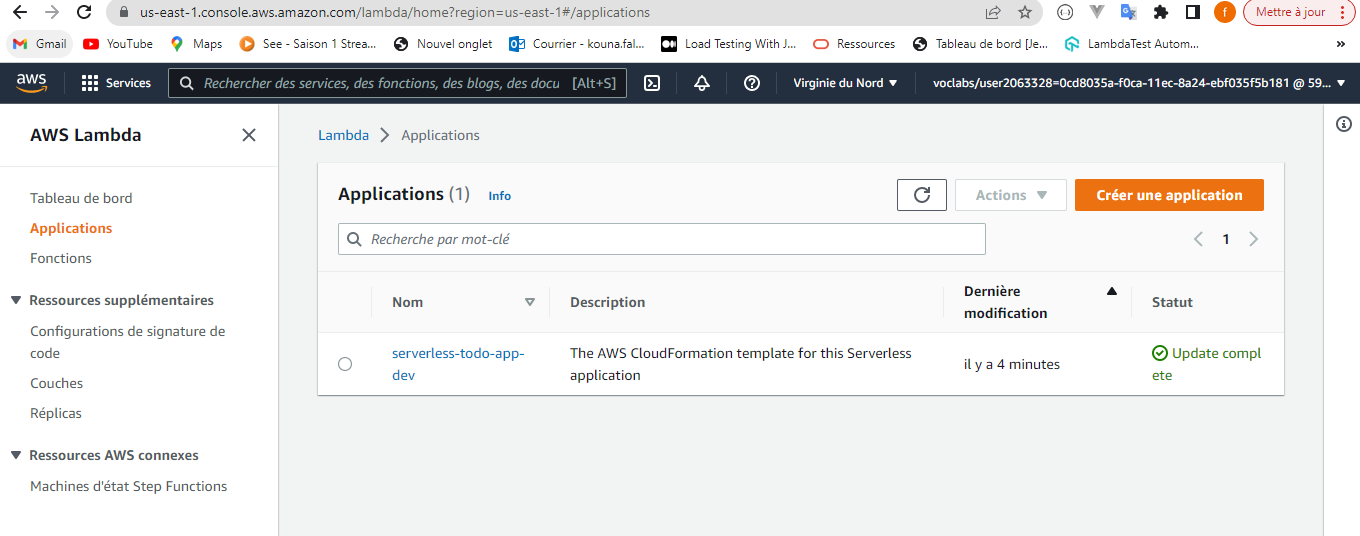 us-east-1.console.aws.amazon.com/lambda/home?region=us-east-1#/applications
f
Mettre à jour
Gmail
YouTube
Maps
See - Saison 1 Strea...
Nouvel onglet
Courrier - kouna.fal...
Load Testing With J...
Ressources
Tableau de bord [Je...
LambdaTest Autom...
»
aws
Services
Rechercher des services, des fonctions, des blogs, des docu
[Alt+S]
Virginie du Nord
voclabs/user2063328=0cd8035a-f0ca-11ec-8a24-ebf035f5b181 @ 59...
AWS Lambda
Tableau de bord
Applications
Fonctions
Ressources supplémentaires
Configurations de signature de
code
Couches
Réplicas
Ressources AWS connexes
Machines d'état Step Functions
Lambda
Applications
Applications (1)
Info
Actions
Créer une application
Recherche par mot-clé
1
Nom
Description
Dernière
modification
Statut
serverless-todo-app-
dev
The AWS CloudFormation template for this Serverless
application
il y a 4 minutes
Update compl
ete